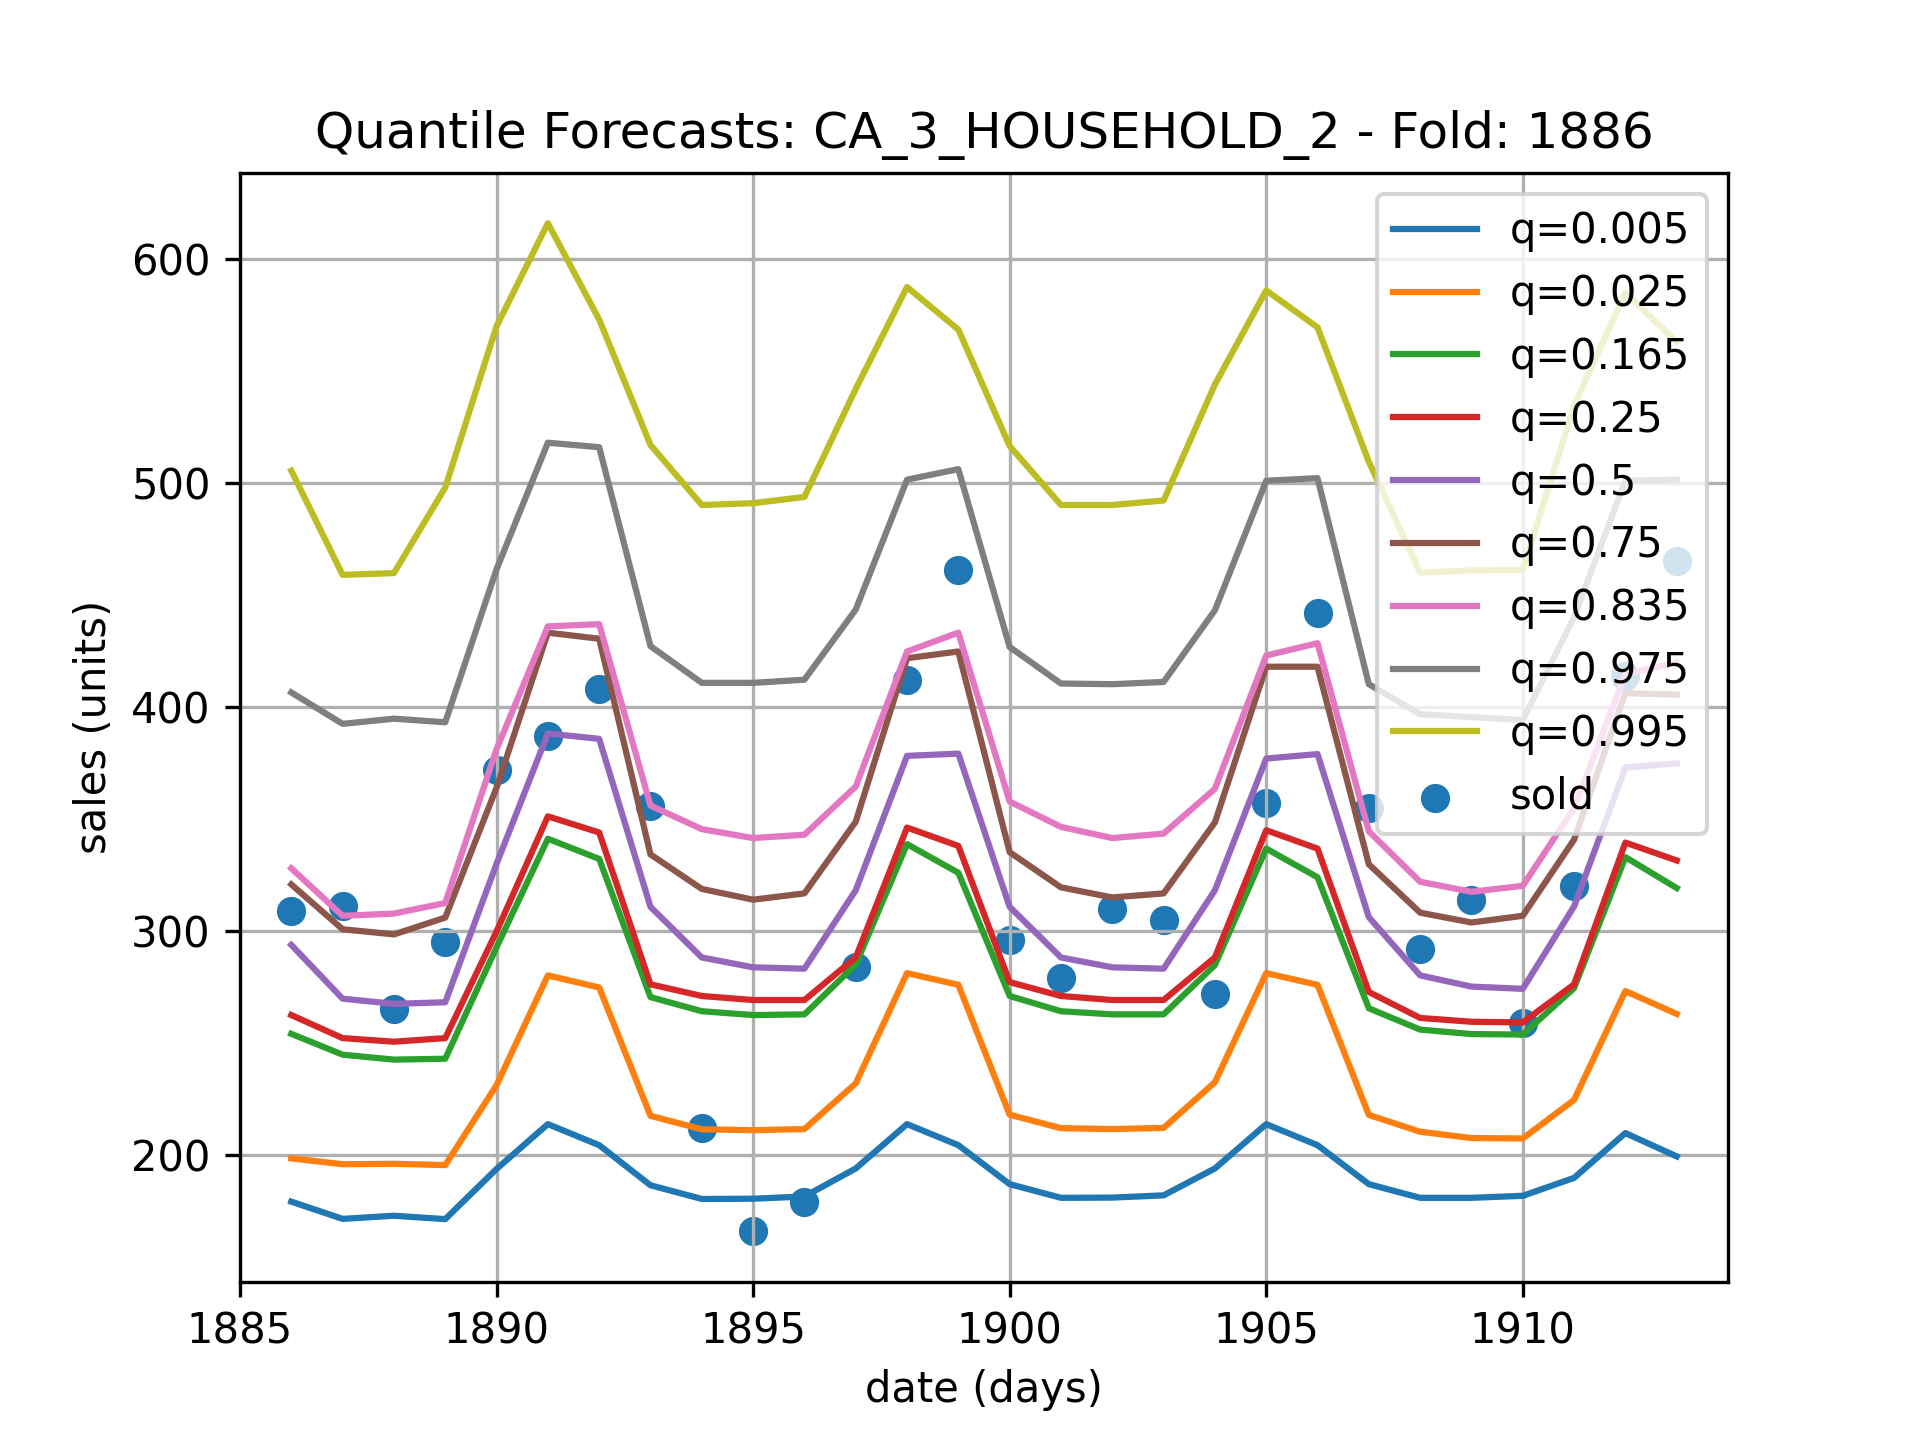 Quantile Forecasts: CA_3_HOUSEHOLD_2 - Fold: 1886
600
500
400
300
200
sales (units)
q=0.005
q=0.025
q=0.165
q=0.25
q=0.5
q=0.75
q=0.835
q=0.975
q=0.995
sold
1885 1890 1895 1900 1905 1910
date (days)